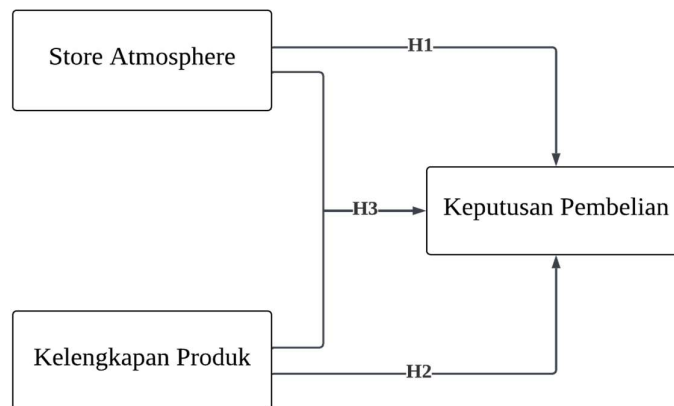 Store Atmosphere
H1
H3
Keputusan Pembelian
Kelengkapan Produk
H2